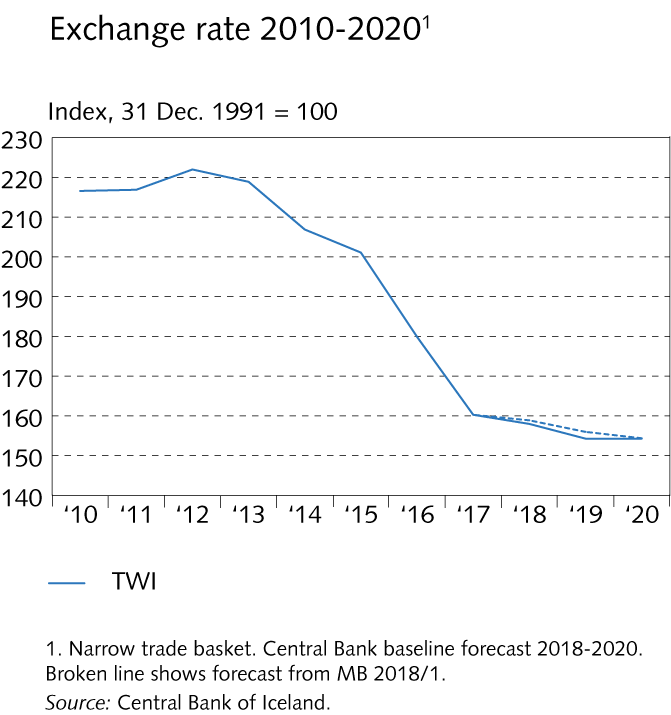 Exchange rate 2010-2020¹
Index, 31 Dec. 1991 = 100
230
220
210
200
190
180
170
160
150
140
‘10 ‘11 ‘12 ‘13 ‘14 ‘15 ‘16 ‘17 ‘18 ‘19 ‘20
TWI
1. Narrow trade basket. Central Bank baseline forecast 2018-2020.
Broken line shows forecast from MB 2018/1.
Source: Central Bank of Iceland.